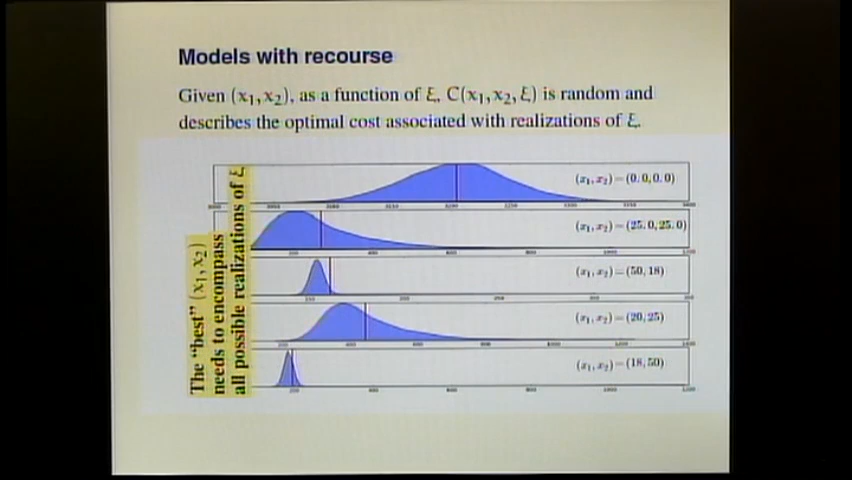 Models with recourse
Given (x₁,x₂), as a function of ξ, C(x₁,x₂,ξ) is random and
describes the optimal cost associated with realizations of ξ.
(x₁, x₂) = (0.0, 0.0)
(x₁, x₂) = (25.0, 25.0)
(x₁, x₂) = (50, 18)
(x₁, x₂) = (20, 25)
(x₁, x₂) = (18, 50)
The "best" (x₁,x₂)
needs to encompass
all possible realizations of ξ